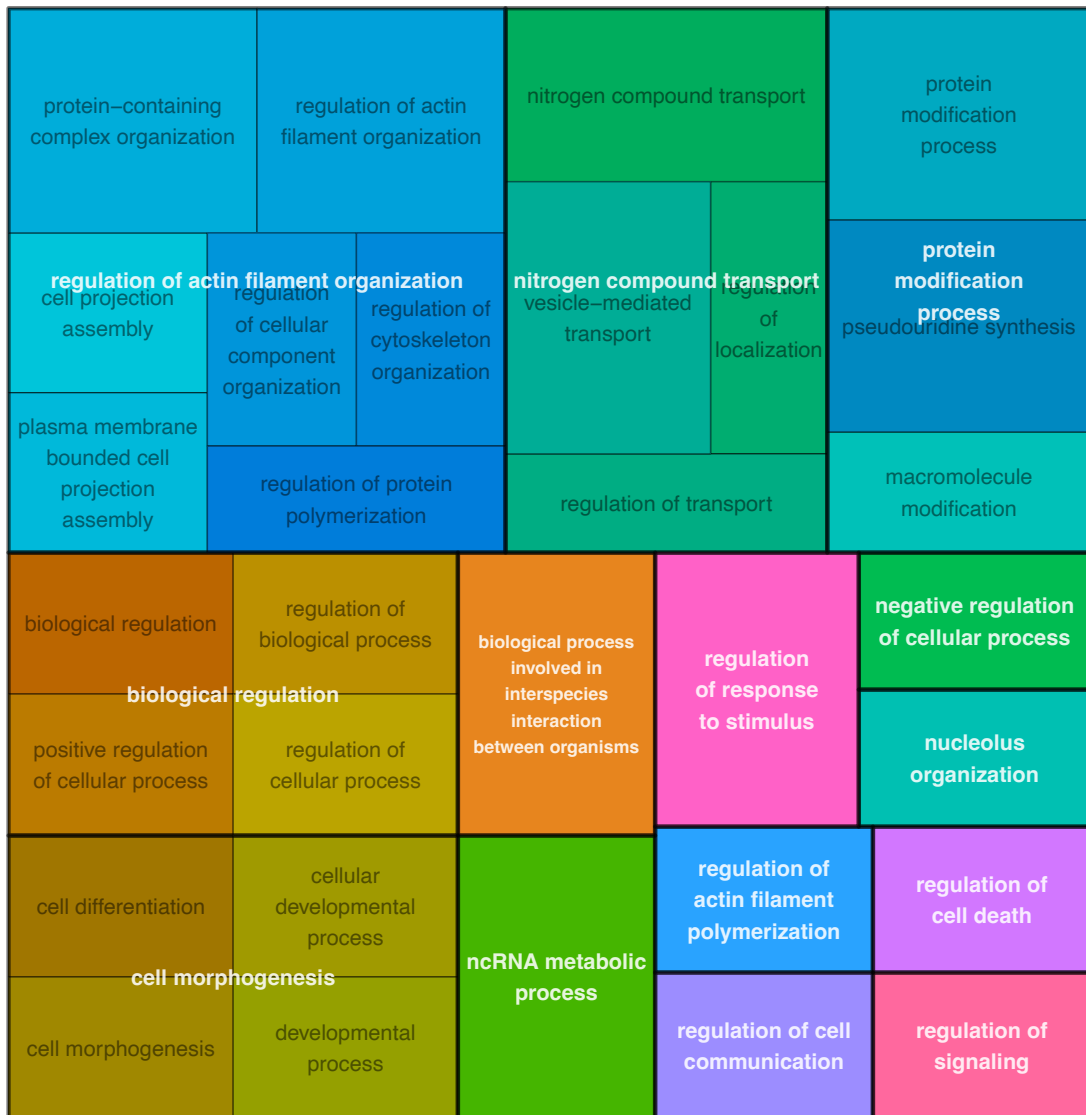 protein−containing
complex organization
regulation of actin
filament organization
cell projection
assembly
regulation
of cellular
component
organization
regulation of
cytoskeleton
organization
plasma membrane
bounded cell
projection
assembly
regulation of protein
polymerization
regulation of actin filament organization
nitrogen compound transport
vesicle−mediated
transport
regulation
of
localization
regulation of transport
nitrogen compound transport
protein
modification
process
pseudouridine synthesis
macromolecule
modification
protein
modification
process
biological regulation
regulation of
biological process
positive regulation
of cellular process
regulation of
cellular process
biological regulation
cell differentiation
cellular
developmental
process
cell morphogenesis
developmental
process
cell morphogenesis
biological process
involved in
interspecies
interaction
between organisms
ncRNA metabolic
process
regulation
of response
to stimulus
negative regulation
of cellular process
nucleolus
organization
regulation of
actin filament
polymerization
regulation of
cell death
regulation of cell
communication
regulation of
signaling